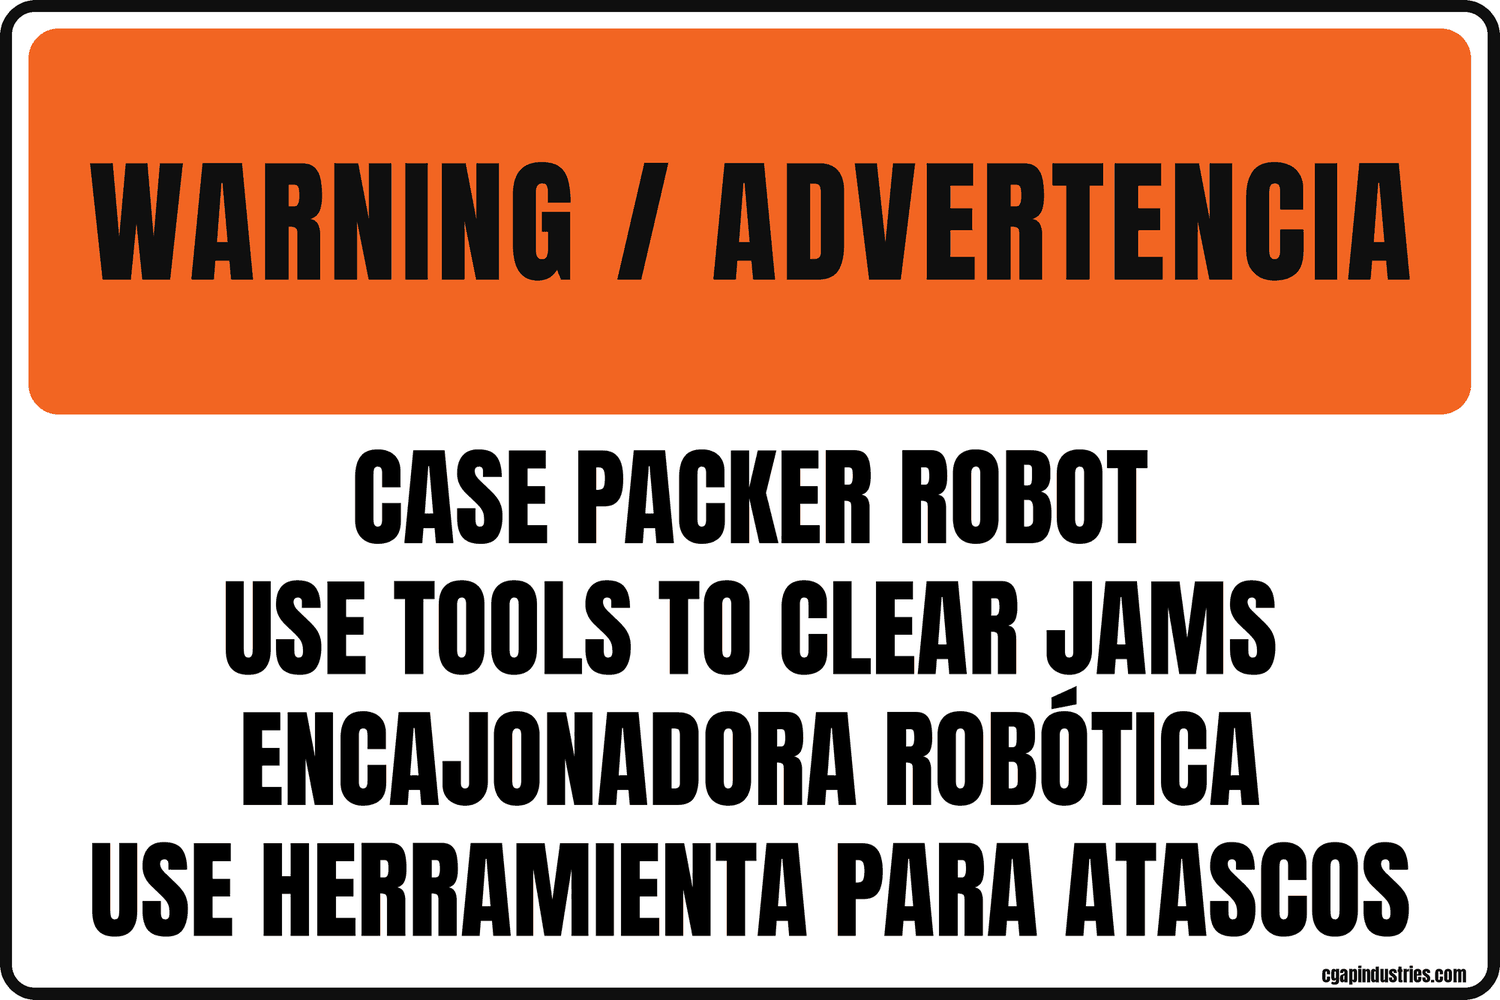 WARNING / ADVERTENCIA
CASE PACKER ROBOT
USE TOOLS TO CLEAR JAMS
ENCAJONADORA ROBÓTICA
USE HERRAMIENTA PARA ATASCOS
cgapindustries.com